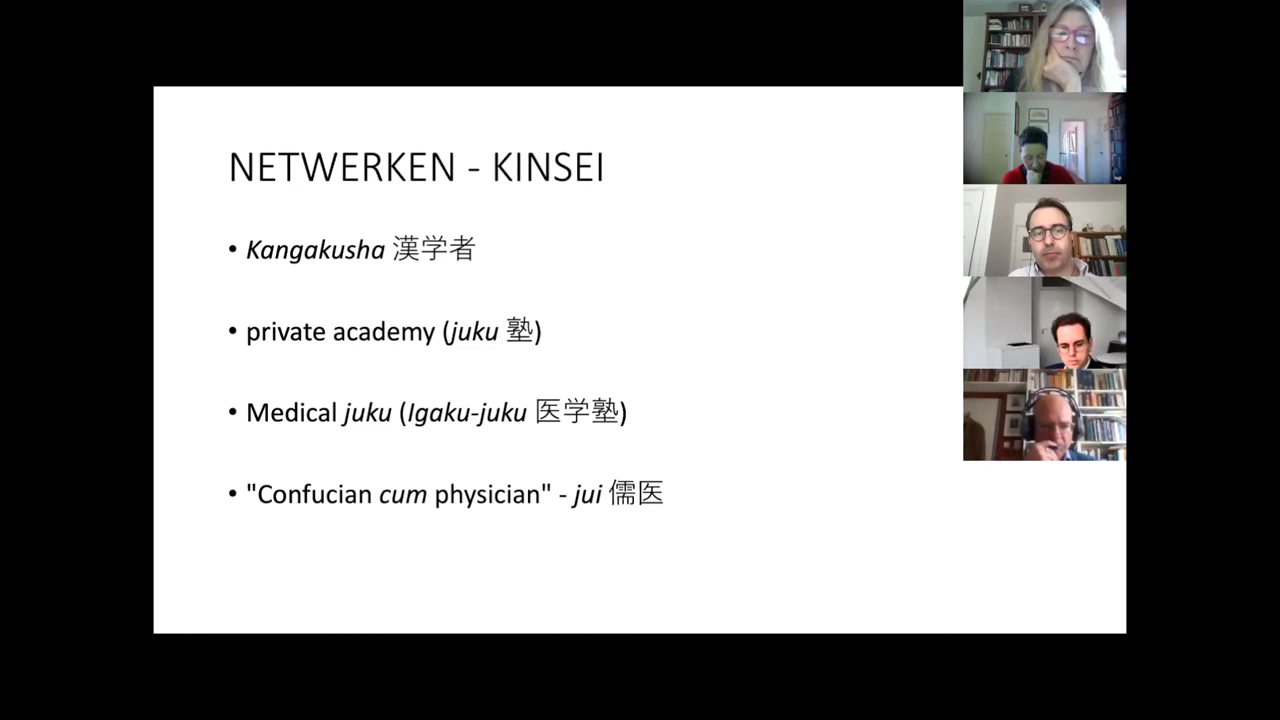 NETWERKEN - KINSEI
• Kangakusha 漢学者
• private academy (juku 塾)
• Medical juku (Igaku-juku 医学塾)
• "Confucian cum physician" - jui 儒医